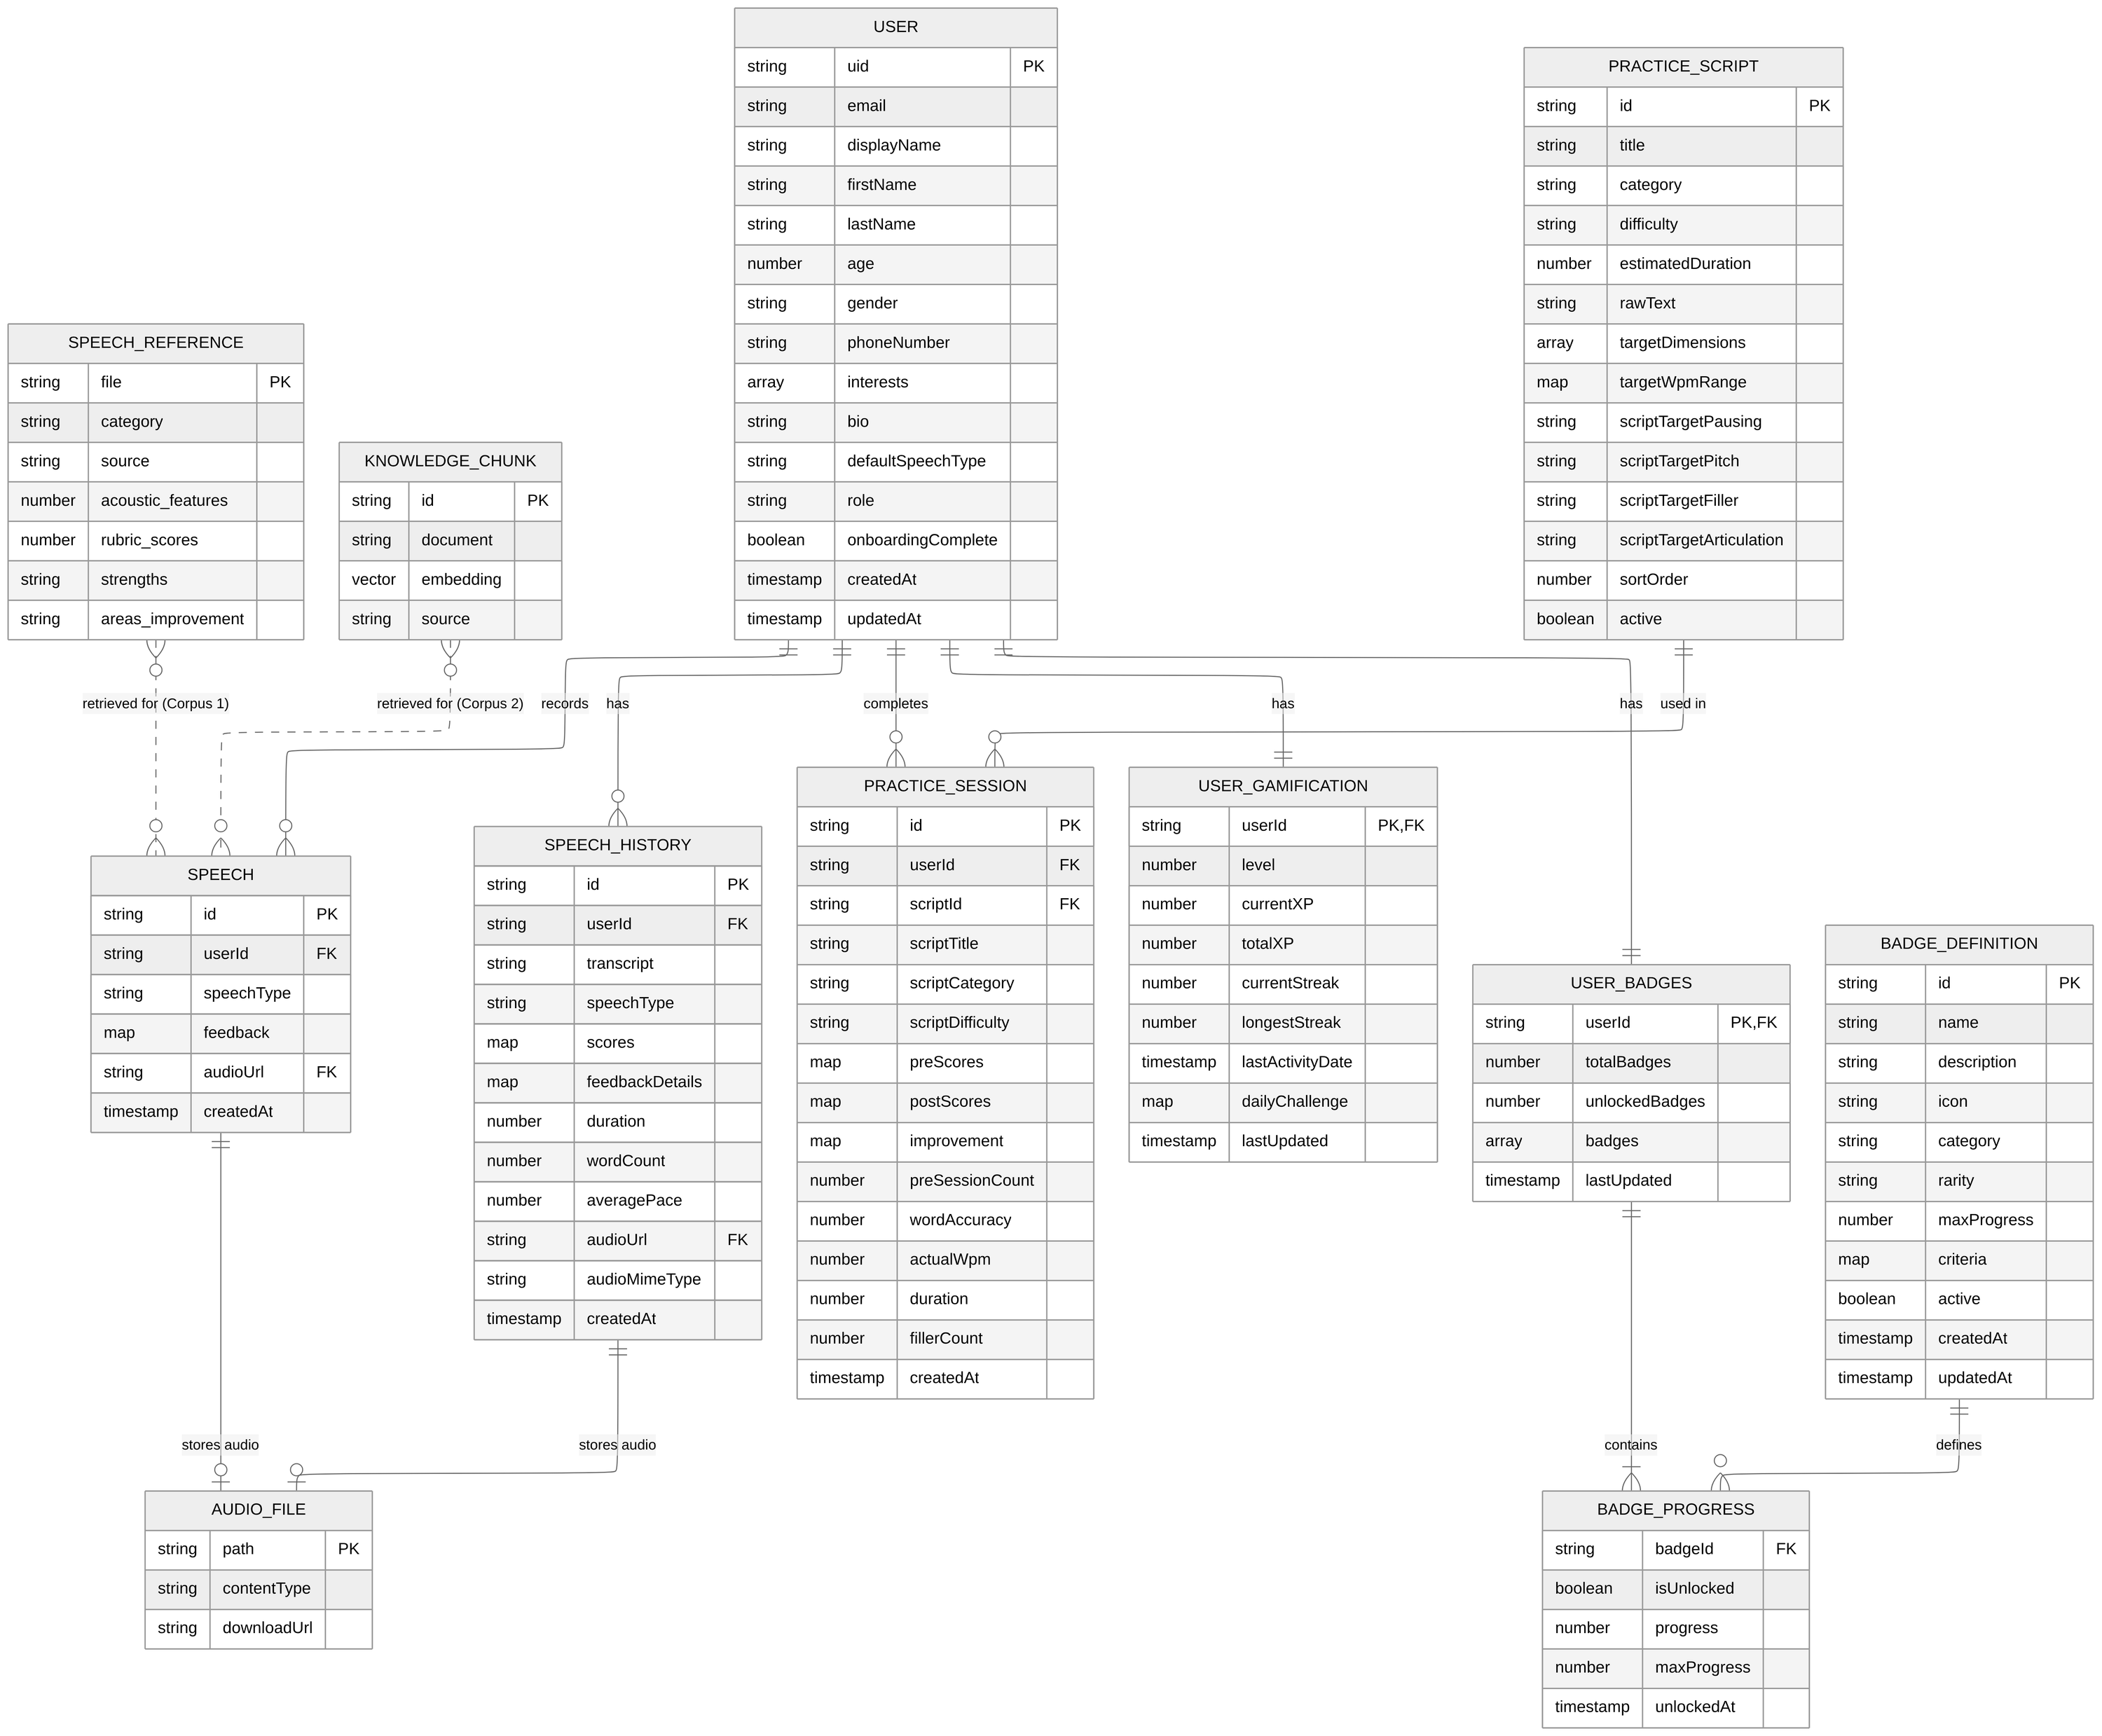 USER
string uid PK
string email
string displayName
string firstName
string lastName
number age
string gender
string phoneNumber
array interests
string bio
string defaultSpeechType
string role
boolean onboardingComplete
timestamp createdAt
timestamp updatedAt
PRACTICE_SCRIPT
string id PK
string title
string category
string difficulty
number estimatedDuration
string rawText
array targetDimensions
map targetWpmRange
string scriptTargetPausing
string scriptTargetPitch
string scriptTargetFiller
string scriptTargetArticulation
number sortOrder
boolean active
SPEECH_REFERENCE
string file PK
string category
string source
number acoustic_features
number rubric_scores
string strengths
string areas_improvement
KNOWLEDGE_CHUNK
string id PK
string document
vector embedding
string source
retrieved for (Corpus 1)
retrieved for (Corpus 2)
records
has
completes
has
has
used in
SPEECH
string id PK
string userId FK
string speechType
map feedback
string audioUrl FK
timestamp createdAt
SPEECH_HISTORY
string id PK
string userId FK
string transcript
string speechType
map scores
map feedbackDetails
number duration
number wordCount
number averagePace
string audioUrl FK
string audioMimeType
timestamp createdAt
PRACTICE_SESSION
string id PK
string userId FK
string scriptId FK
string scriptTitle
string scriptCategory
string scriptDifficulty
map preScores
map postScores
map improvement
number preSessionCount
number wordAccuracy
number actualWpm
number duration
number fillerCount
timestamp createdAt
USER_GAMIFICATION
string userId PK,FK
number level
number currentXP
number totalXP
number currentStreak
number longestStreak
timestamp lastActivityDate
map dailyChallenge
timestamp lastUpdated
USER_BADGES
string userId PK,FK
number totalBadges
number unlockedBadges
array badges
timestamp lastUpdated
BADGE_DEFINITION
string id PK
string name
string description
string icon
string category
string rarity
number maxProgress
map criteria
boolean active
timestamp createdAt
timestamp updatedAt
stores audio
stores audio
contains
defines
AUDIO_FILE
string path PK
string contentType
string downloadUrl
BADGE_PROGRESS
string badgeId FK
boolean isUnlocked
number progress
number maxProgress
timestamp unlockedAt